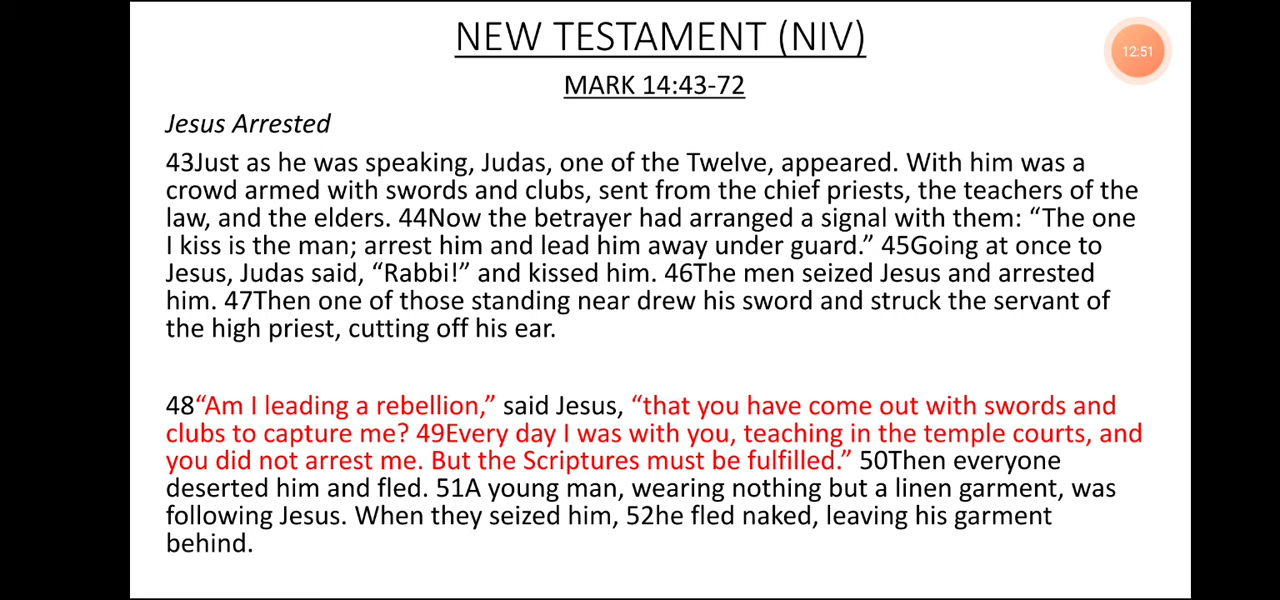 NEW TESTAMENT (NIV)
12:51
MARK 14:43-72
Jesus Arrested
43Just as he was speaking, Judas, one of the Twelve, appeared. With him was a
crowd armed with swords and clubs, sent from the chief priests, the teachers of the
law, and the elders. 44Now the betrayer had arranged a signal with them: “The one
I kiss is the man; arrest him and lead him away under guard.” 45Going at once to
Jesus, Judas said, “Rabbi!” and kissed him. 46The men seized Jesus and arrested
him. 47Then one of those standing near drew his sword and struck the servant of
the high priest, cutting off his ear.
48“Am I leading a rebellion,” said Jesus, “that you have come out with swords and
clubs to capture me? 49Every day I was with you, teaching in the temple courts, and
you did not arrest me. But the Scriptures must be fulfilled.” 50Then everyone
deserted him and fled. 51A young man, wearing nothing but a linen garment, was
following Jesus. When they seized him, 52he fled naked, leaving his garment
behind.